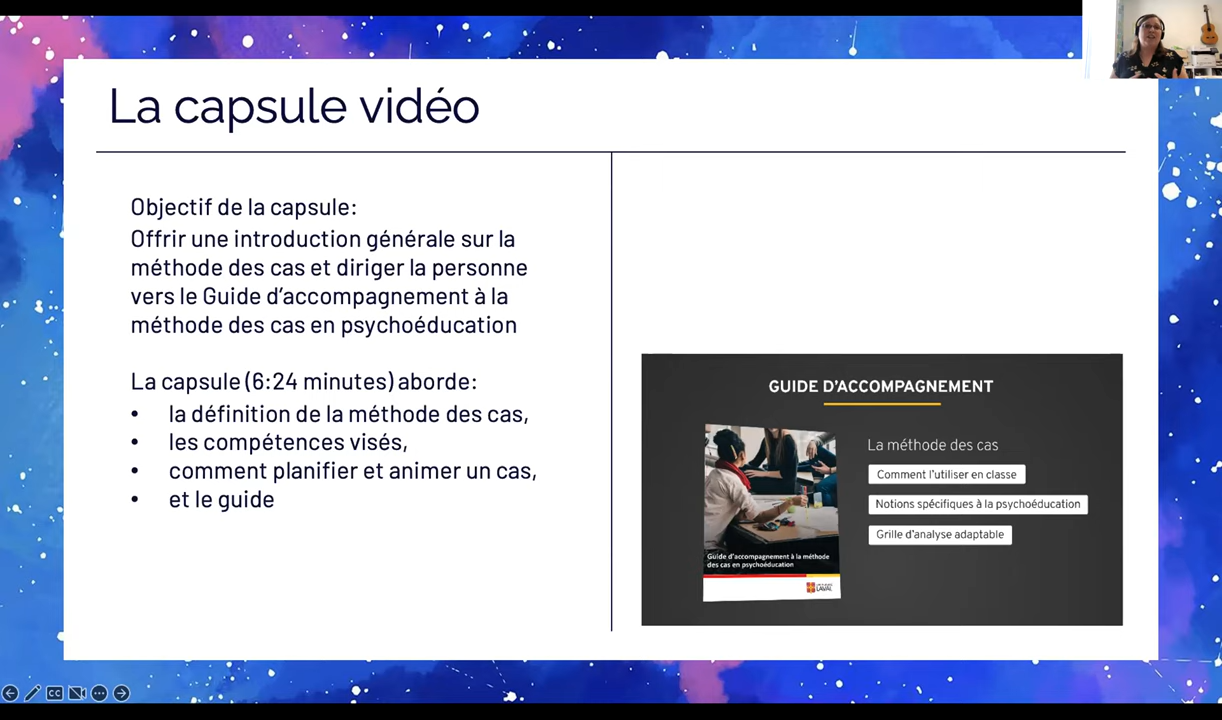 La capsule vidéo
Objectif de la capsule:
Offrir une introduction générale sur la
méthode des cas et diriger la personne
vers le Guide d'accompagnement à la
méthode des cas en psychoéducation
La capsule (6:24 minutes) aborde:
• la définition de la méthode des cas,
• les compétences visés,
• comment planifier et animer un cas,
• et le guide
GUIDE D'ACCOMPAGNEMENT
La méthode des cas
Comment l'utiliser en classe
Notions spécifiques à la psychoéducation
Grille d'analyse adaptable
Guide d'accompagnement à la méthode
des cas en psychoéducation
LAVAL
CC